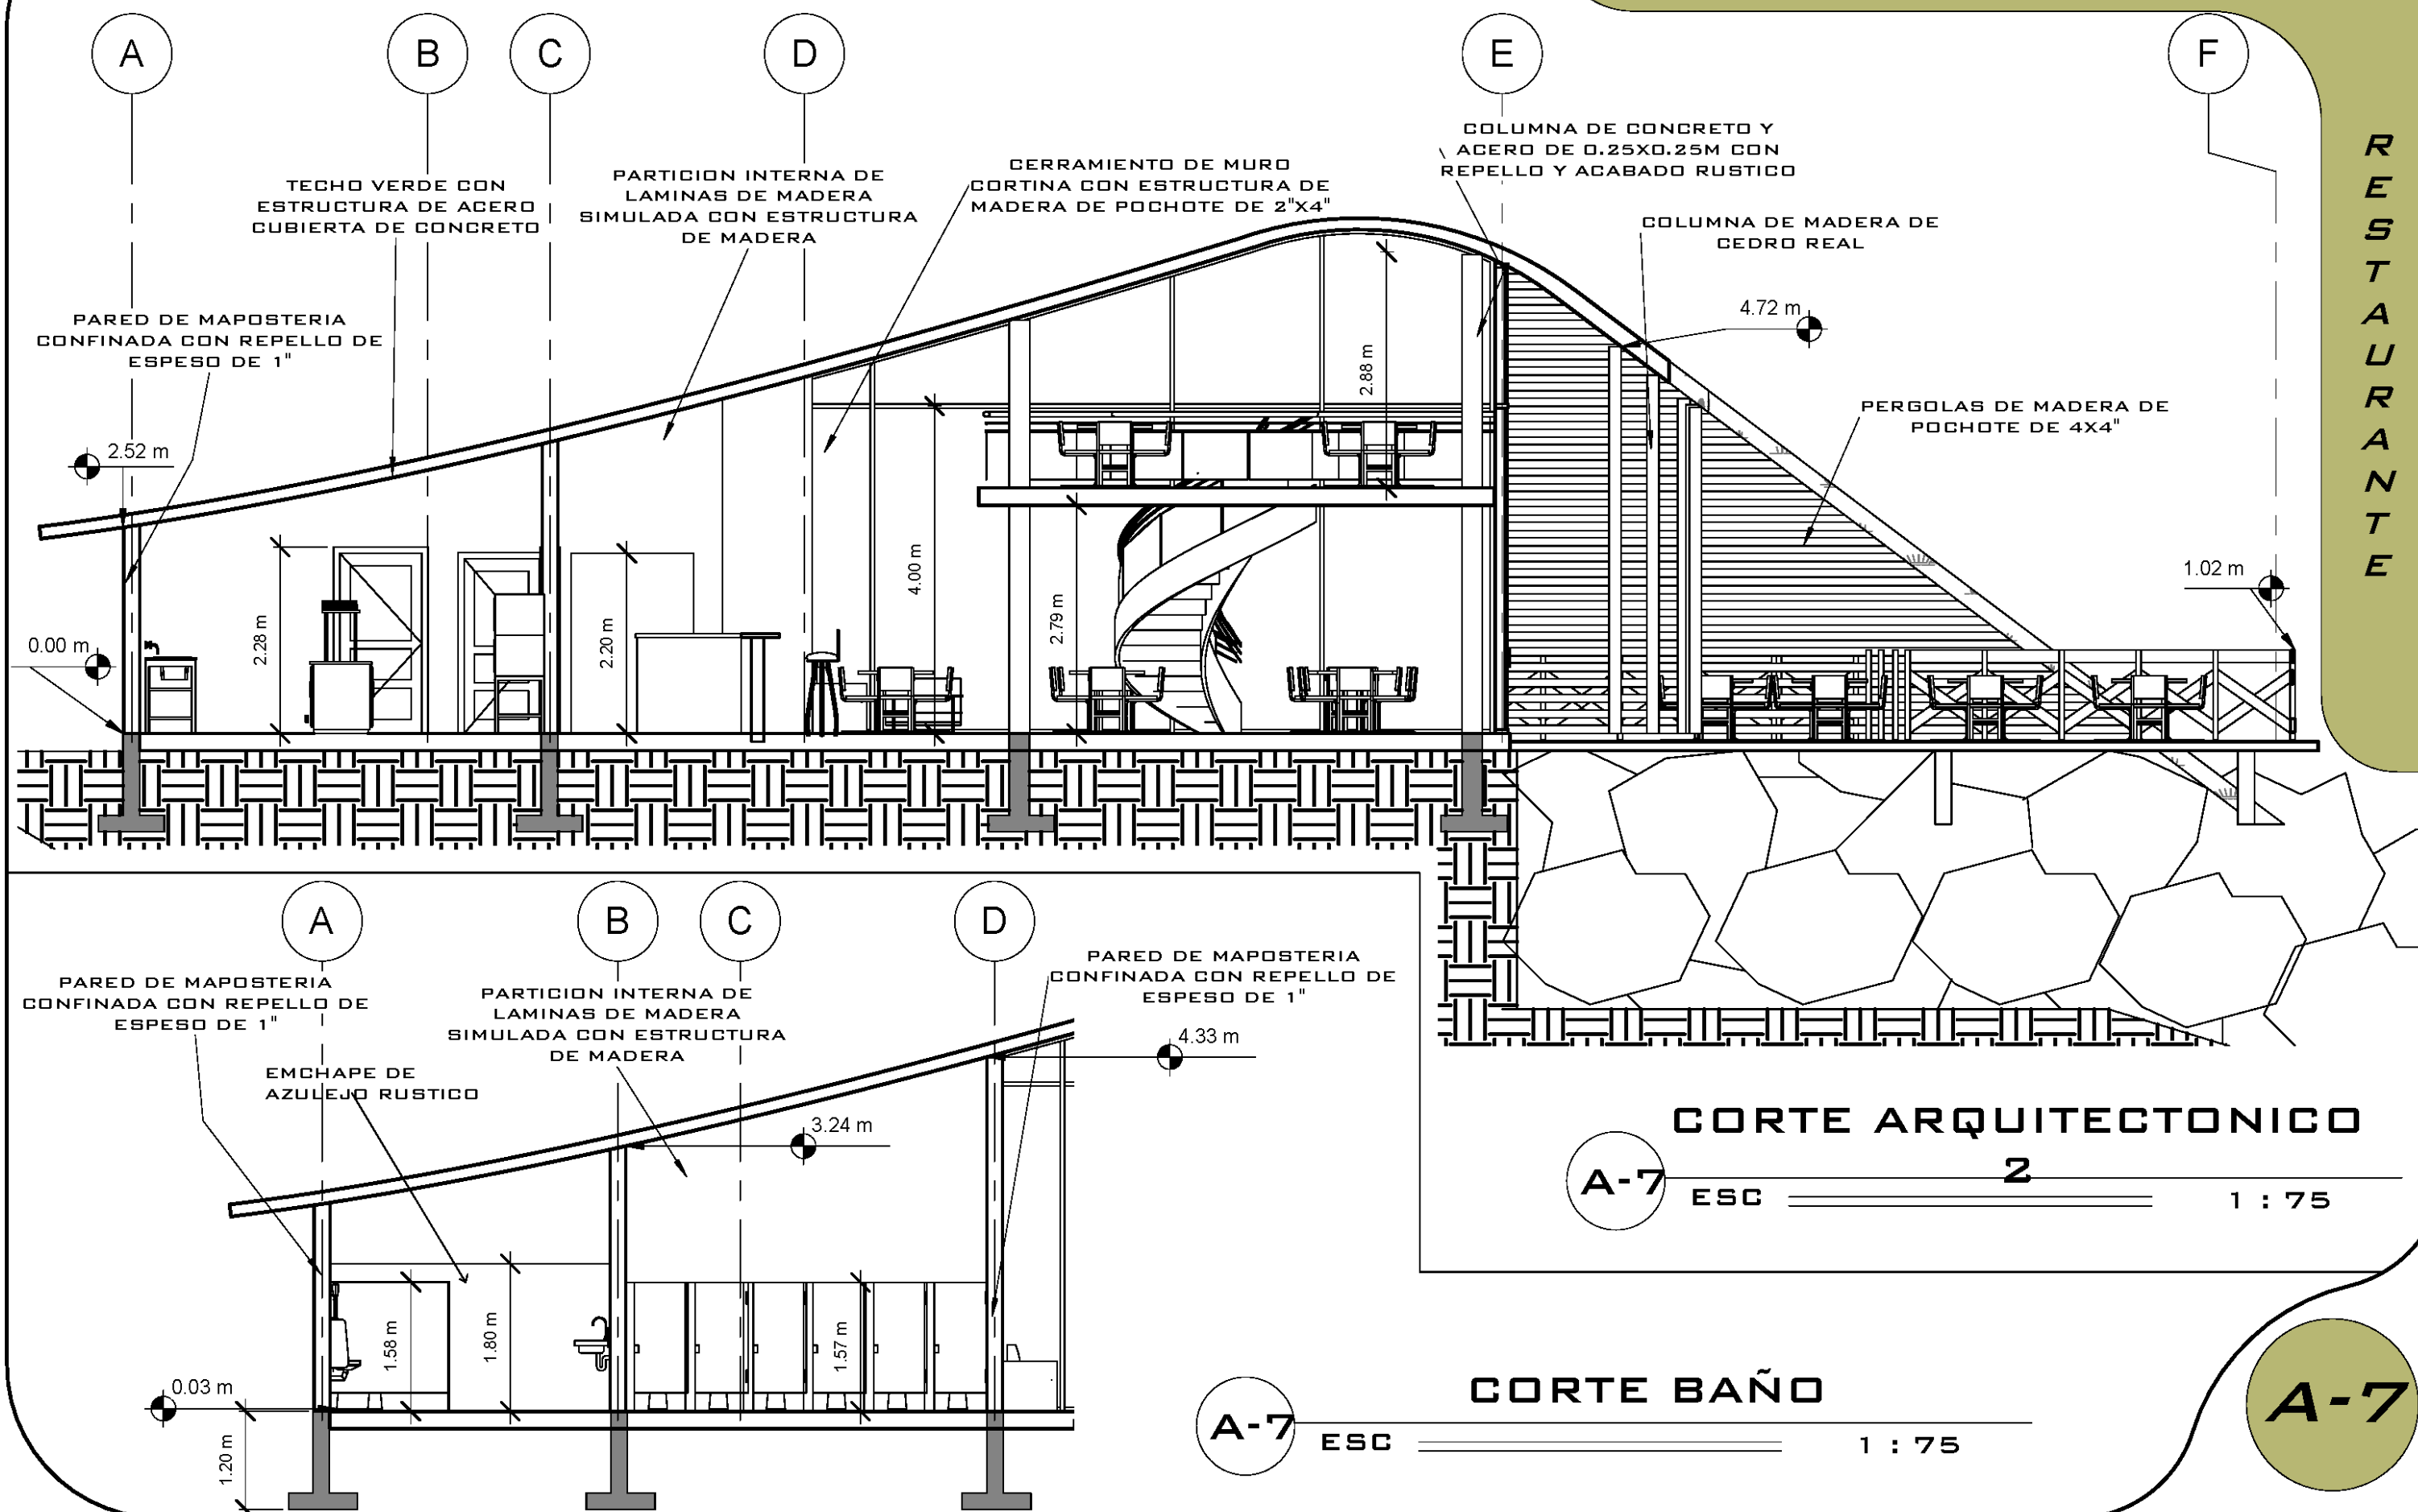 A
B
C
D
E
F
TECHO VERDE CON
ESTRUCTURA DE ACERO
CUBIERTA DE CONCRETO
PARTICION INTERNA DE
LAMINAS DE MADERA
SIMULADA CON ESTRUCTURA
DE MADERA
CERRAMIENTO DE MURO
CORTINA CON ESTRUCTURA DE
MADERA DE POCHOTE DE 2"X4"
COLUMNA DE CONCRETO Y
ACERO DE 0.25X0.25M CON
REPELLO Y ACABADO RUSTICO
COLUMNA DE MADERA DE
CEDRO REAL
PARED DE MAPOSTERIA
CONFINADA CON REPELLO DE
ESPESO DE 1"
4.72 m
PERGOLAS DE MADERA DE
POCHOTE DE 4X4"
2.52 m
0.00 m
2.28 m
2.20 m
4.00 m
2.79 m
2.88 m
1.02 m
RESTAURANTE
A
B
C
D
PARED DE MAPOSTERIA
CONFINADA CON REPELLO DE
ESPESO DE 1"
PARTICION INTERNA DE
LAMINAS DE MADERA
SIMULADA CON ESTRUCTURA
DE MADERA
PARED DE MAPOSTERIA
CONFINADA CON REPELLO DE
ESPESO DE 1"
EMCHAPE DE
AZULEJO RUSTICO
4.33 m
3.24 m
0.03 m
1.20 m
1.58 m
1.80 m
1.57 m
CORTE ARQUITECTONICO
2
A-7
ESC
1 : 75
CORTE BAÑO
A-7
ESC
1 : 75
A-7